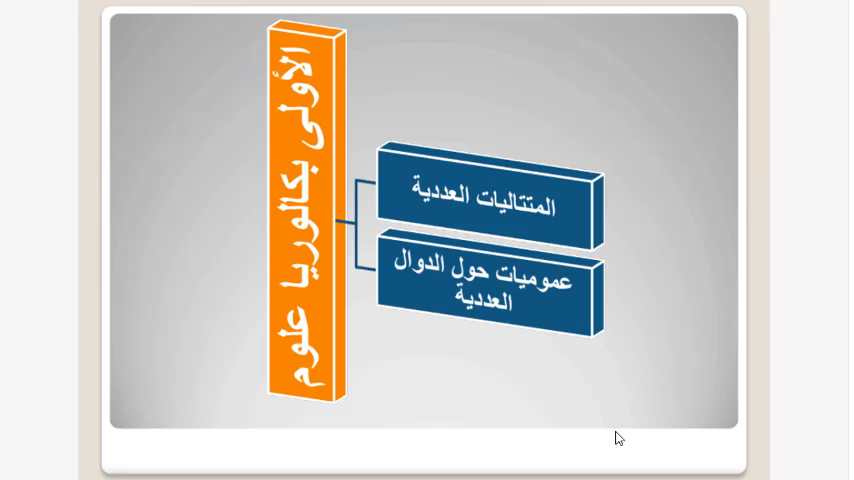 الأولى بكالوريا علوم
المتتاليات العددية
عموميات حول الدوال
العددية